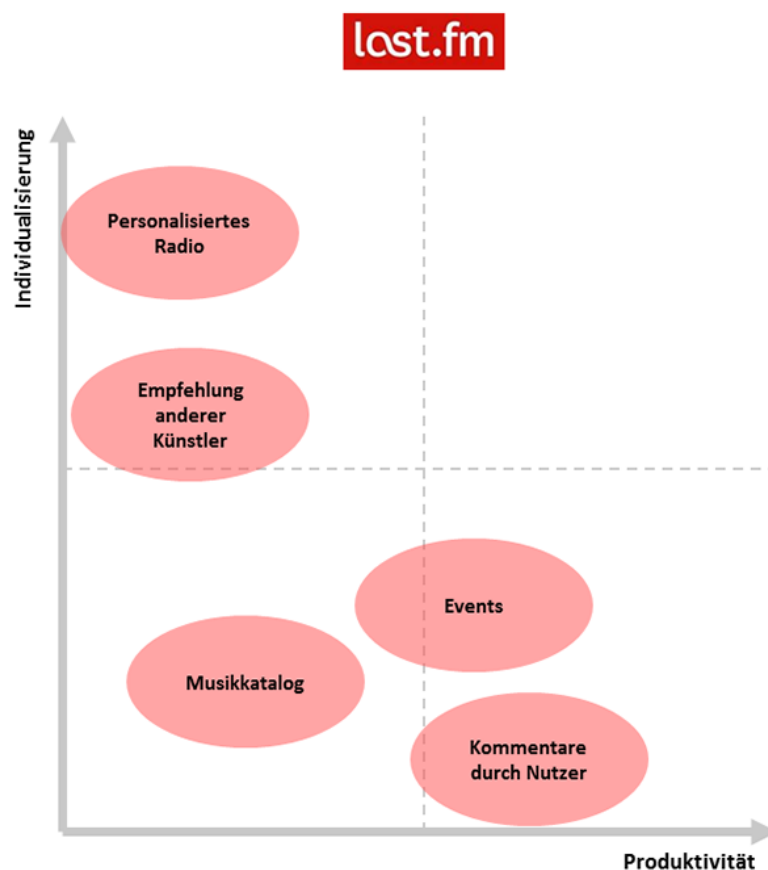 last.fm
Individualisierung
Personalisiertes
Radio
Empfehlung
anderer
Künstler
Events
Musikkatalog
Kommentare
durch Nutzer
Produktivität